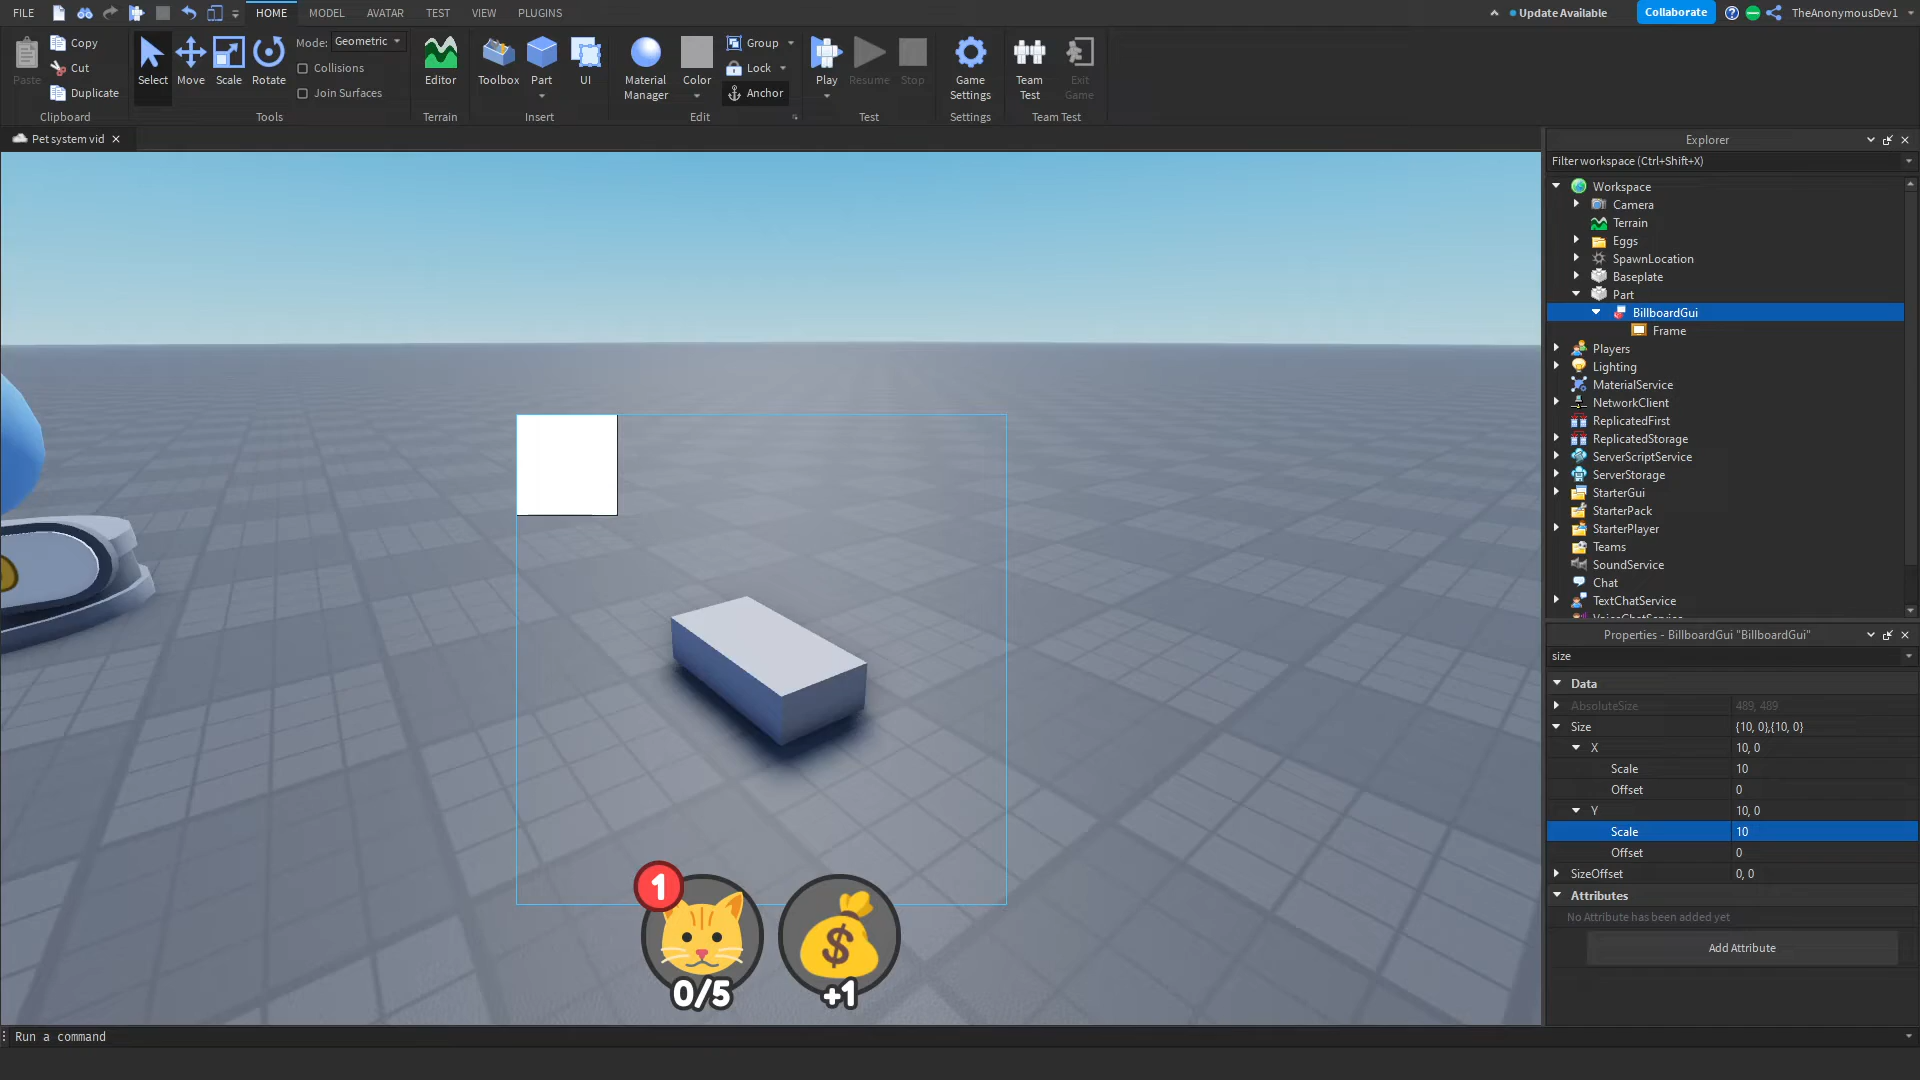 FILE
HOME
MODEL
AVATAR
TEST
VIEW
PLUGINS
Update Available
Collaborate
TheAnonymousDev1
Paste
Copy
Cut
Duplicate
Clipboard
Select
Move
Scale
Rotate
Mode:
Geometric
Collisions
Join Surfaces
Tools
Editor
Terrain
Toolbox
Part
UI
Insert
Material
Manager
Color
Group
Lock
Anchor
Edit
Play
Resume
Stop
Test
Game
Settings
Settings
Team
Test
Exit
Game
Team Test
Pet system vid
Explorer
Filter workspace (Ctrl+Shift+X)
Workspace
Camera
Terrain
Eggs
SpawnLocation
Baseplate
Part
BillboardGui
Frame
Players
Lighting
MaterialService
NetworkClient
ReplicatedFirst
ReplicatedStorage
ServerScriptService
ServerStorage
StarterGui
StarterPack
StarterPlayer
Teams
SoundService
Chat
TextChatService
Properties - BillboardGui "BillboardGui"
size
Data
AbsoluteSize 489, 489
Size {10, 0},{10, 0}
X 10, 0
Scale 10
Offset 0
Y 10, 0
Scale 10
Offset 0
SizeOffset 0, 0
Attributes
No Attribute has been added yet
Add Attribute
1
0/5
$
+1
Run a command